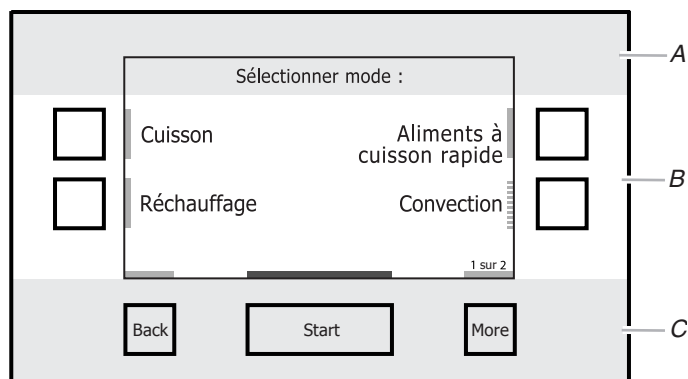 Sélectionner mode :
A
Cuisson
Aliments à
cuisson rapide
B
Réchauffage
Convection
1 sur 2
Back
Start
More
C